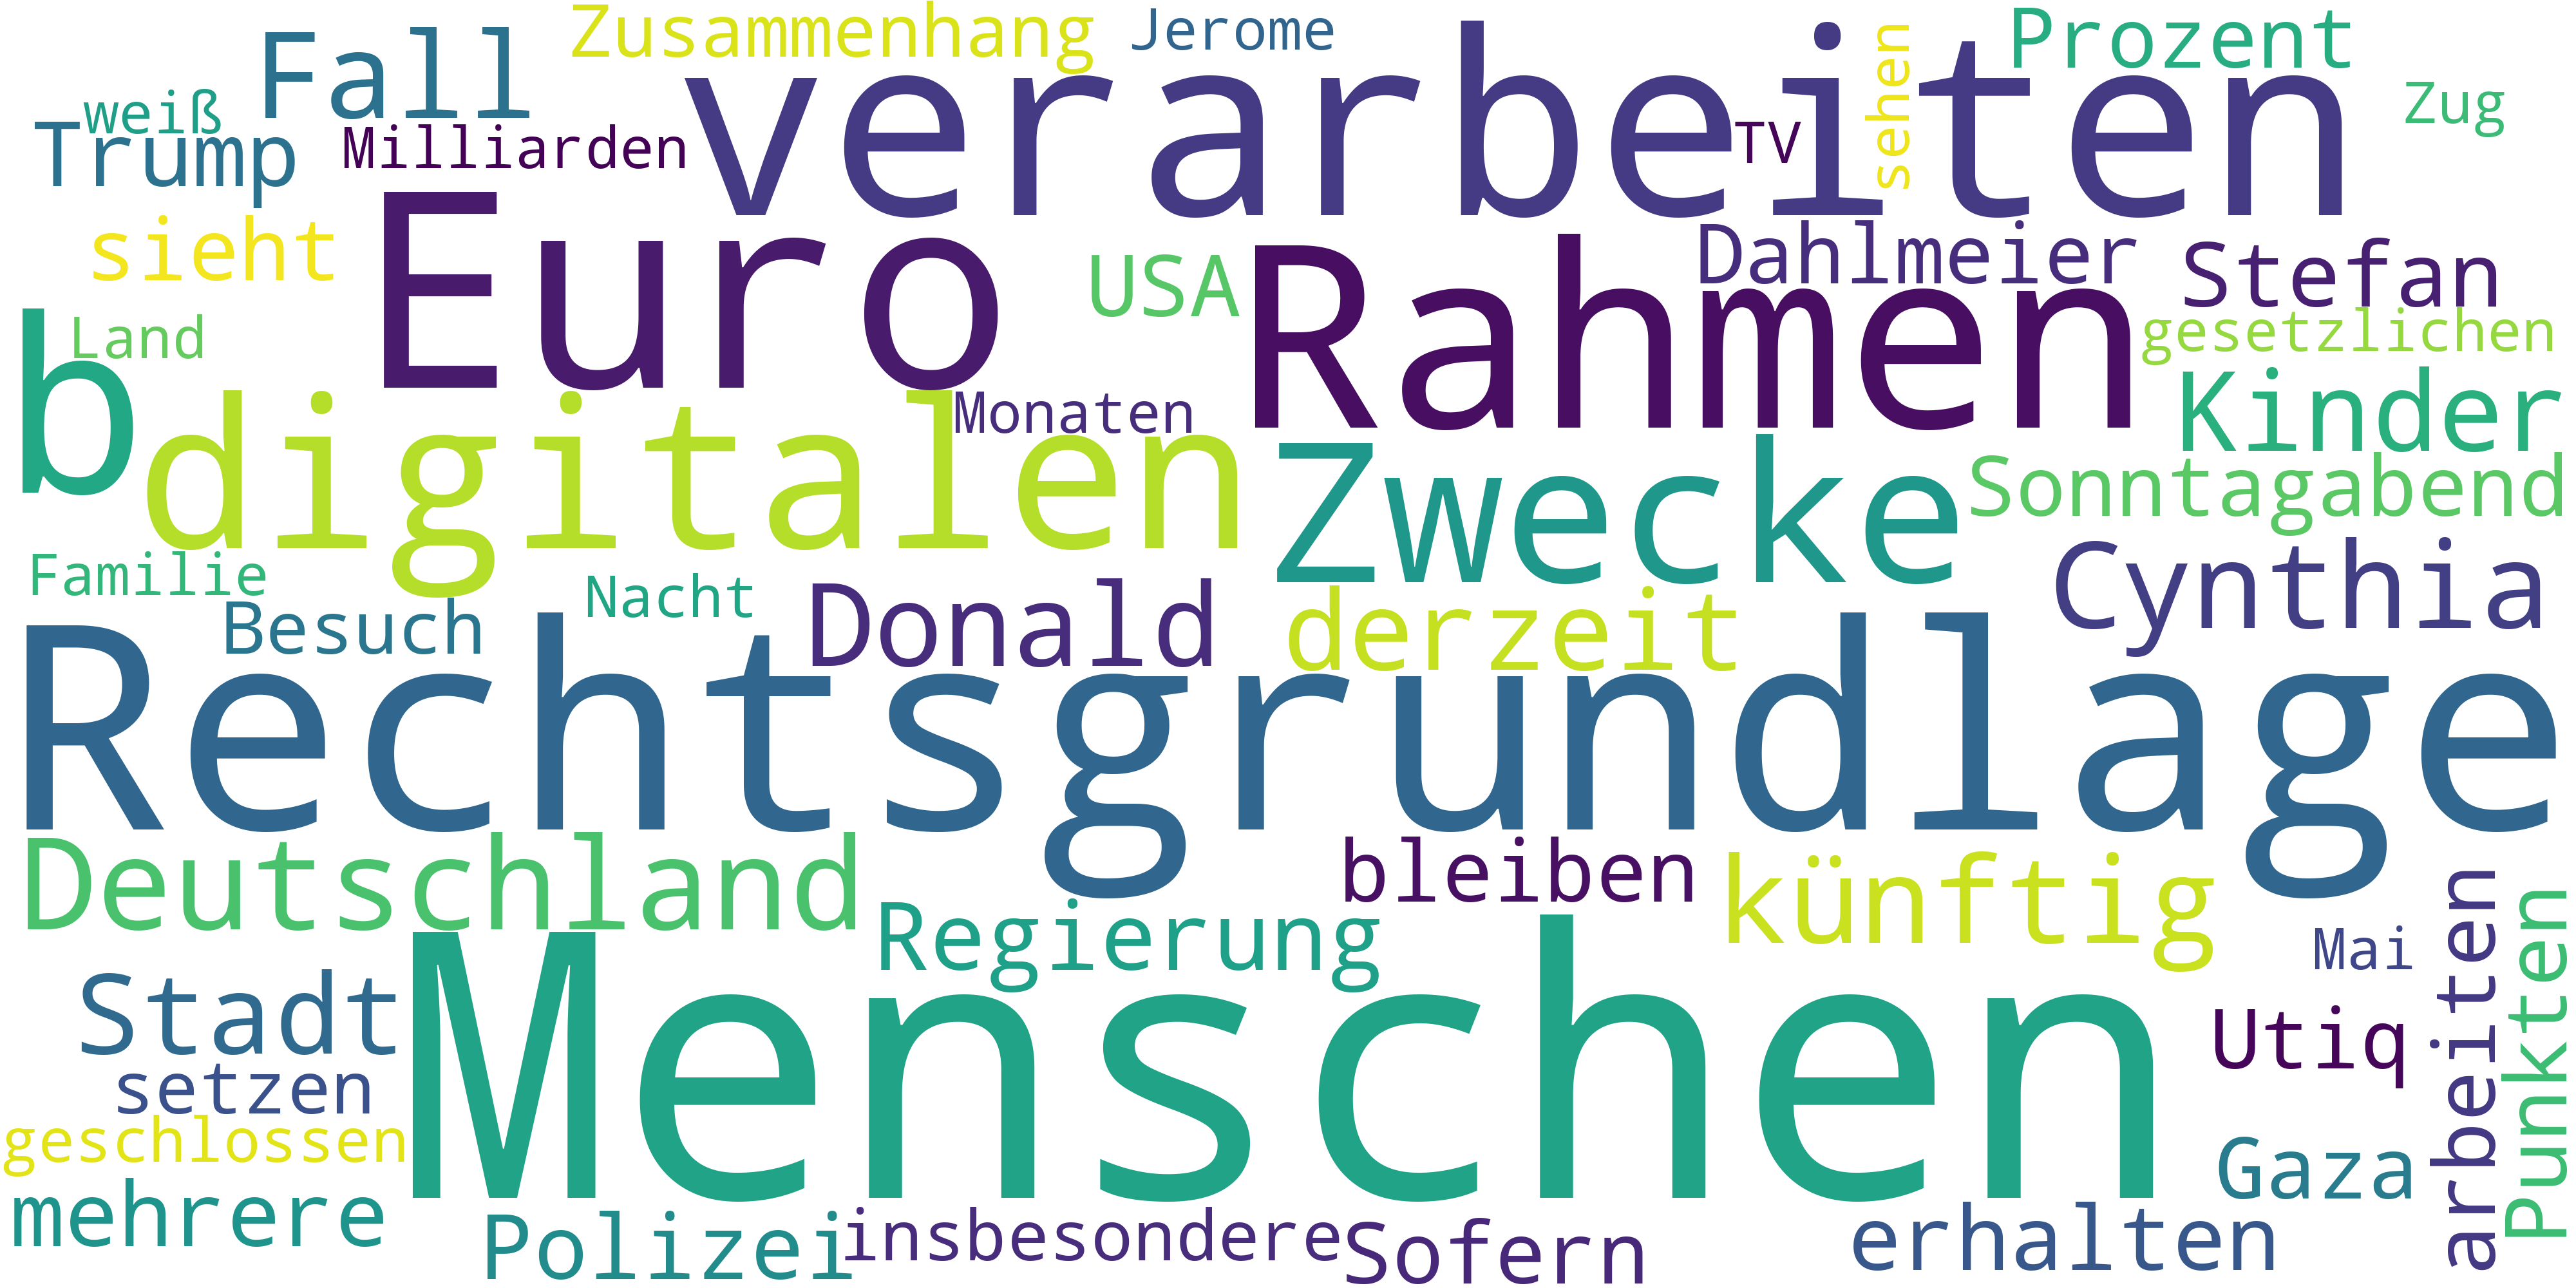 Zusammenhang
Jerome
Prozent
Fall
verarbeiten
sehen
Zug
weiß
Trump
Milliarden
TV
Euro
sieht
USA
Rahmen
Dahlmeier
Stefan
Land
b
gesetzlichen
digitalen
Monaten
Kinder
Zwecke
Sonntagabend
Familie
Nacht
Besuch
Donald
derzeit
Cynthia
Rechtsgrundlage
Deutschland
bleiben
künftig
Regierung
arbeiten
Punkten
Mai
Menschen
Stadt
Utiq
setzen
geschlossen
Gaza
mehrere
Polizei
insbesondere
Sofern
erhalten